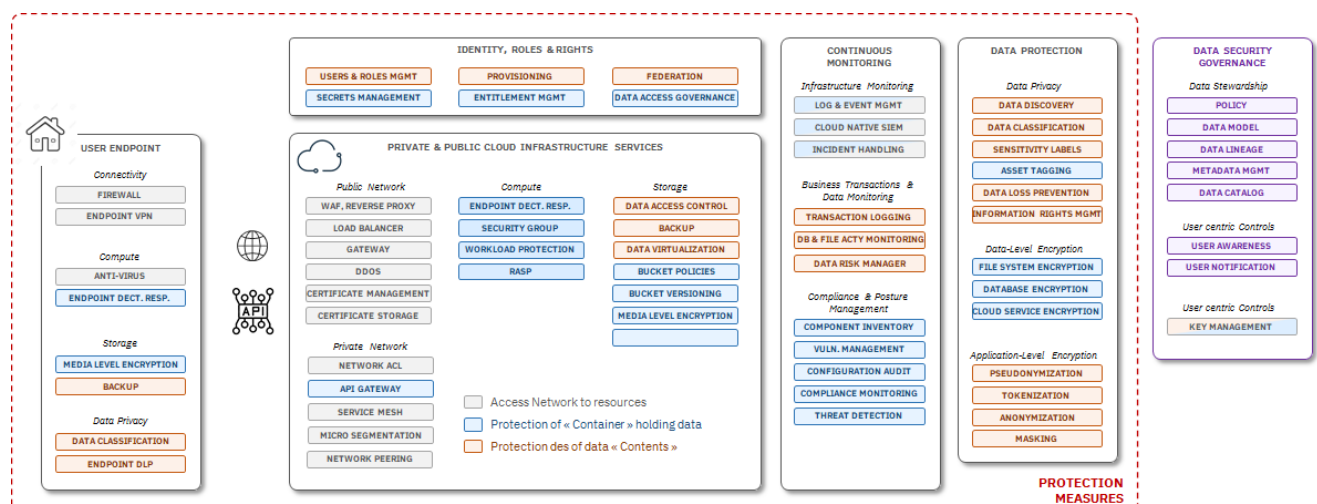 IDENTITY, ROLES & RIGHTS
USERS & ROLES MGMT
PROVISIONING
FEDERATION
SECRETS MANAGEMENT
ENTITLEMENT MGMT
DATA ACCESS GOVERNANCE
USER ENDPOINT
Connectivity
FIREWALL
ENDPOINT VPN
Compute
ANTI-VIRUS
ENDPOINT DECT. RESP.
Storage
MEDIA LEVEL ENCRYPTION
BACKUP
Data Privacy
DATA CLASSIFICATION
ENDPOINT DLP
API
PRIVATE & PUBLIC CLOUD INFRASTRUCTURE SERVICES
Public Network
WAF, REVERSE PROXY
LOAD BALANCER
GATEWAY
DDOS
CERTIFICATE MANAGEMENT
CERTIFICATE STORAGE
Private Network
NETWORK ACL
API GATEWAY
SERVICE MESH
MICRO SEGMENTATION
NETWORK PEERING
Compute
ENDPOINT DECT. RESP.
SECURITY GROUP
WORKLOAD PROTECTION
RASP
Storage
DATA ACCESS CONTROL
BACKUP
DATA VIRTUALIZATION
BUCKET POLICIES
BUCKET VERSIONING
MEDIA LEVEL ENCRYPTION
Access Network to resources
Protection of « Container » holding data
Protection des of data « Contents »
CONTINUOUS
MONITORING
Infrastructure Monitoring
LOG & EVENT MGMT
CLOUD NATIVE SIEM
INCIDENT HANDLING
Business Transactions &
Data Monitoring
TRANSACTION LOGGING
DB & FILE ACTY MONITORING
DATA RISK MANAGER
Compliance & Posture
Management
COMPONENT INVENTORY
VULN. MANAGEMENT
CONFIGURATION AUDIT
COMPLIANCE MONITORING
THREAT DETECTION
DATA PROTECTION
Data Privacy
DATA DISCOVERY
DATA CLASSIFICATION
SENSITIVITY LABELS
ASSET TAGGING
DATA LOSS PREVENTION
INFORMATION RIGHTS MGMT
Data-Level Encryption
FILE SYSTEM ENCRYPTION
DATABASE ENCRYPTION
CLOUD SERVICE ENCRYPTION
Application-Level Encryption
PSEUDONYMIZATION
TOKENIZATION
ANONYMIZATION
MASKING
PROTECTION
MEASURES
DATA SECURITY
GOVERNANCE
Data Stewardship
POLICY
DATA MODEL
DATA LINEAGE
METADATA MGMT
DATA CATALOG
User centric Controls
USER AWARENESS
USER NOTIFICATION
User centric Controls
KEY MANAGEMENT